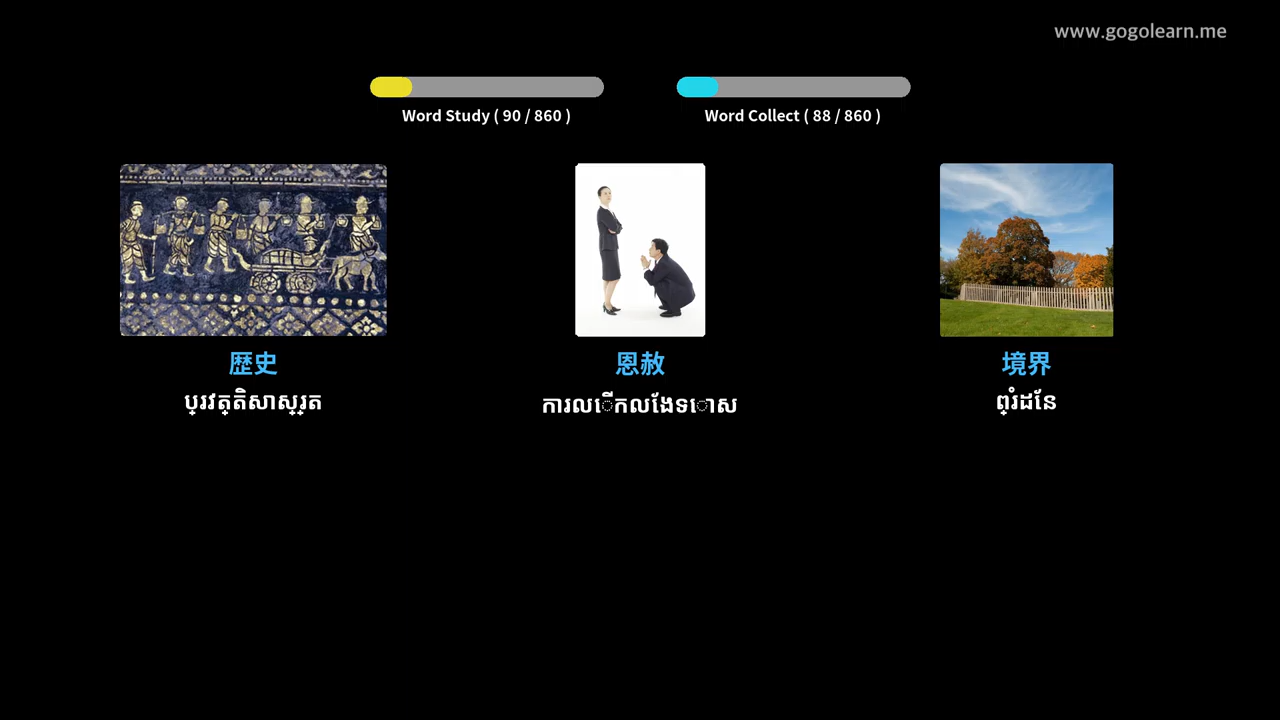 www.gogolearn.me
Word Study ( 90 / 860 )
Word Collect ( 88 / 860 )
歴史
恩赦
境界
ប្រវត្តិសាស្រ្ត
ការលើកលែងទោស
ព្រំដែន